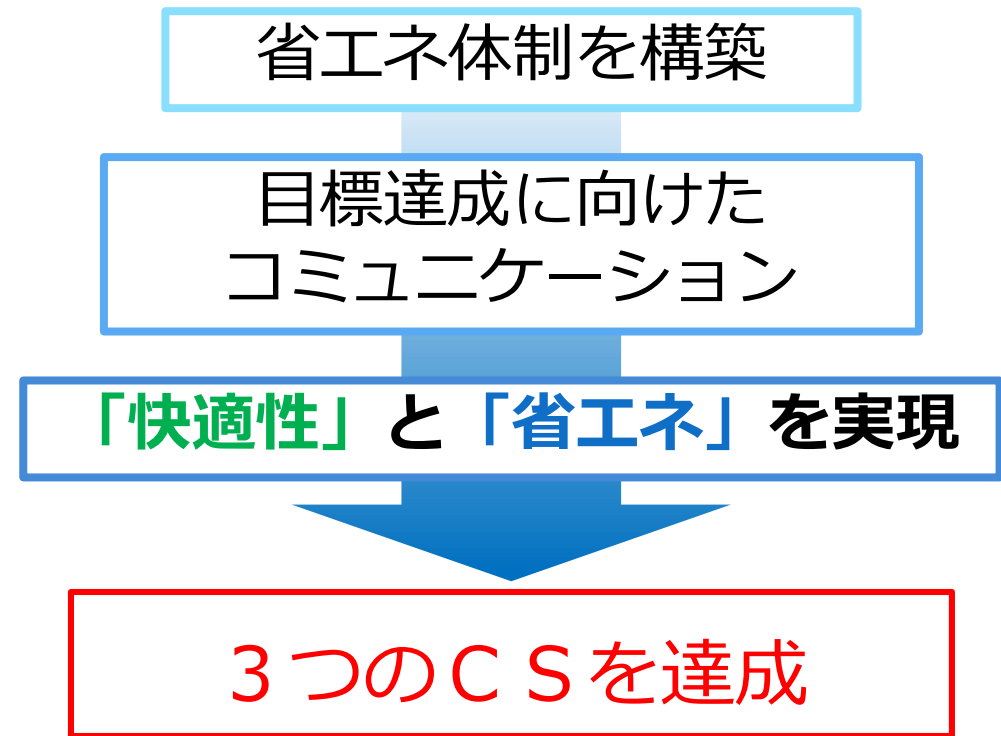 省エネ体制を構築
目標達成に向けた
コミュニケーション
「快適性」と「省エネ」を実現
３つのＣＳを達成